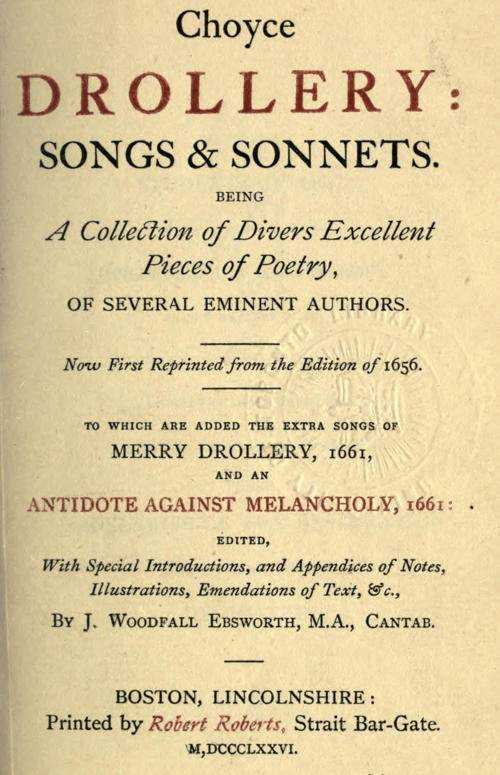 Choyce
DROLLERY:
SONGS & SONNETS.
BEING
A Collection of Divers Excellent
Pieces of Poetry,
OF SEVERAL EMINENT AUTHORS.
Now First Reprinted from the Edition of 1656.
TO WHICH ARE ADDED THE EXTRA SONGS OF
MERRY DROLLERY, 1661,
AND AN
ANTIDOTE AGAINST MELANCHOLY, 1661:
EDITED,
With Special Introductions, and Appendices of Notes,
Illustrations, Emendations of Text, &c.,
BY J. WOODFALL EBSWORTH, M.A., CANTAB.
BOSTON, LINCOLNSHIRE:
Printed by Robert Roberts, Strait Bar-Gate.
M,DCCCLXXVI.